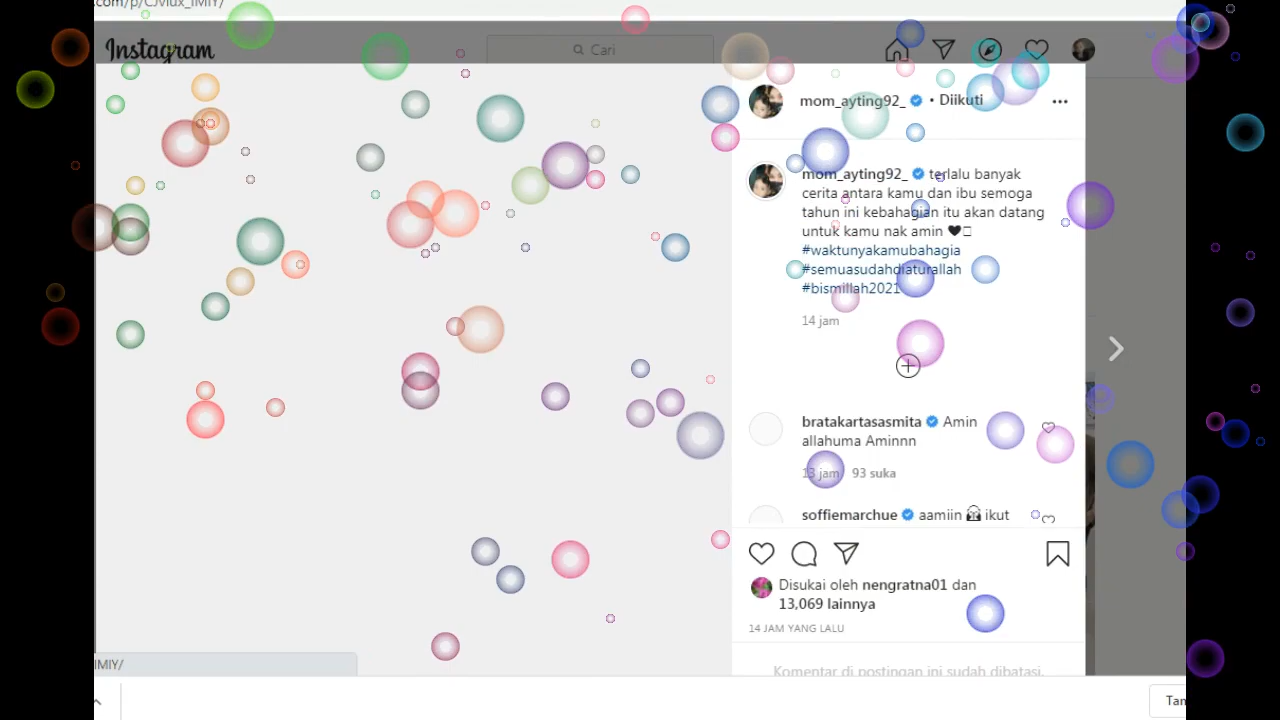 .com/p/CJviux_IMIY/
Instagram
Cari
mom_ayting92_ • Diikuti
mom_ayting92_ terlalu banyak
cerita antara kamu dan ibu semoga
tahun ini kebahagian itu akan datang
untuk kamu nak amin
#waktunyakamubahagia
#semuasudahdiaturallah
#bismillah2021
14 jam
bratakartasasmita Amin
allahuma Aminnn
13 jam 93 suka
soffiemarchue aamiin ikut
Disukai oleh nengratna01 dan
13,069 lainnya
14 JAM YANG LALU
Komentar di postingan ini sudah dibatasi.
IMIY/
Tam